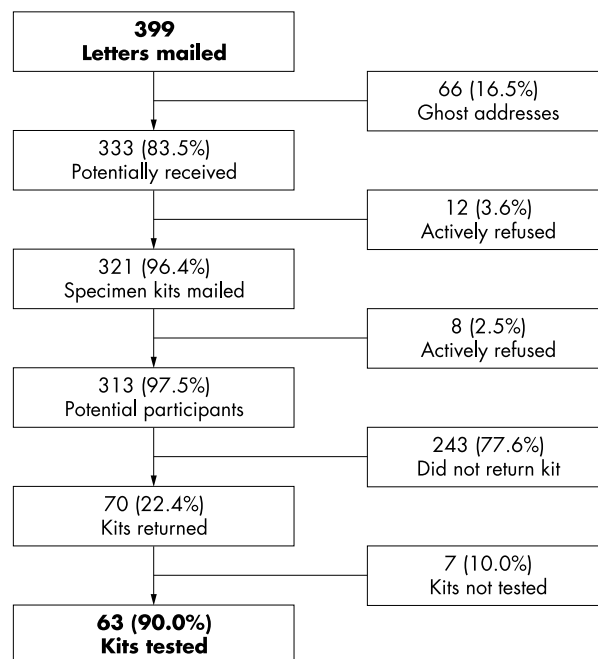 399
Letters mailed
66 (16.5%)
Ghost addresses
333 (83.5%)
Potentially received
12 (3.6%)
Actively refused
321 (96.4%)
Specimen kits mailed
8 (2.5%)
Actively refused
313 (97.5%)
Potential participants
243 (77.6%)
Did not return kit
70 (22.4%)
Kits returned
7 (10.0%)
Kits not tested
63 (90.0%)
Kits tested